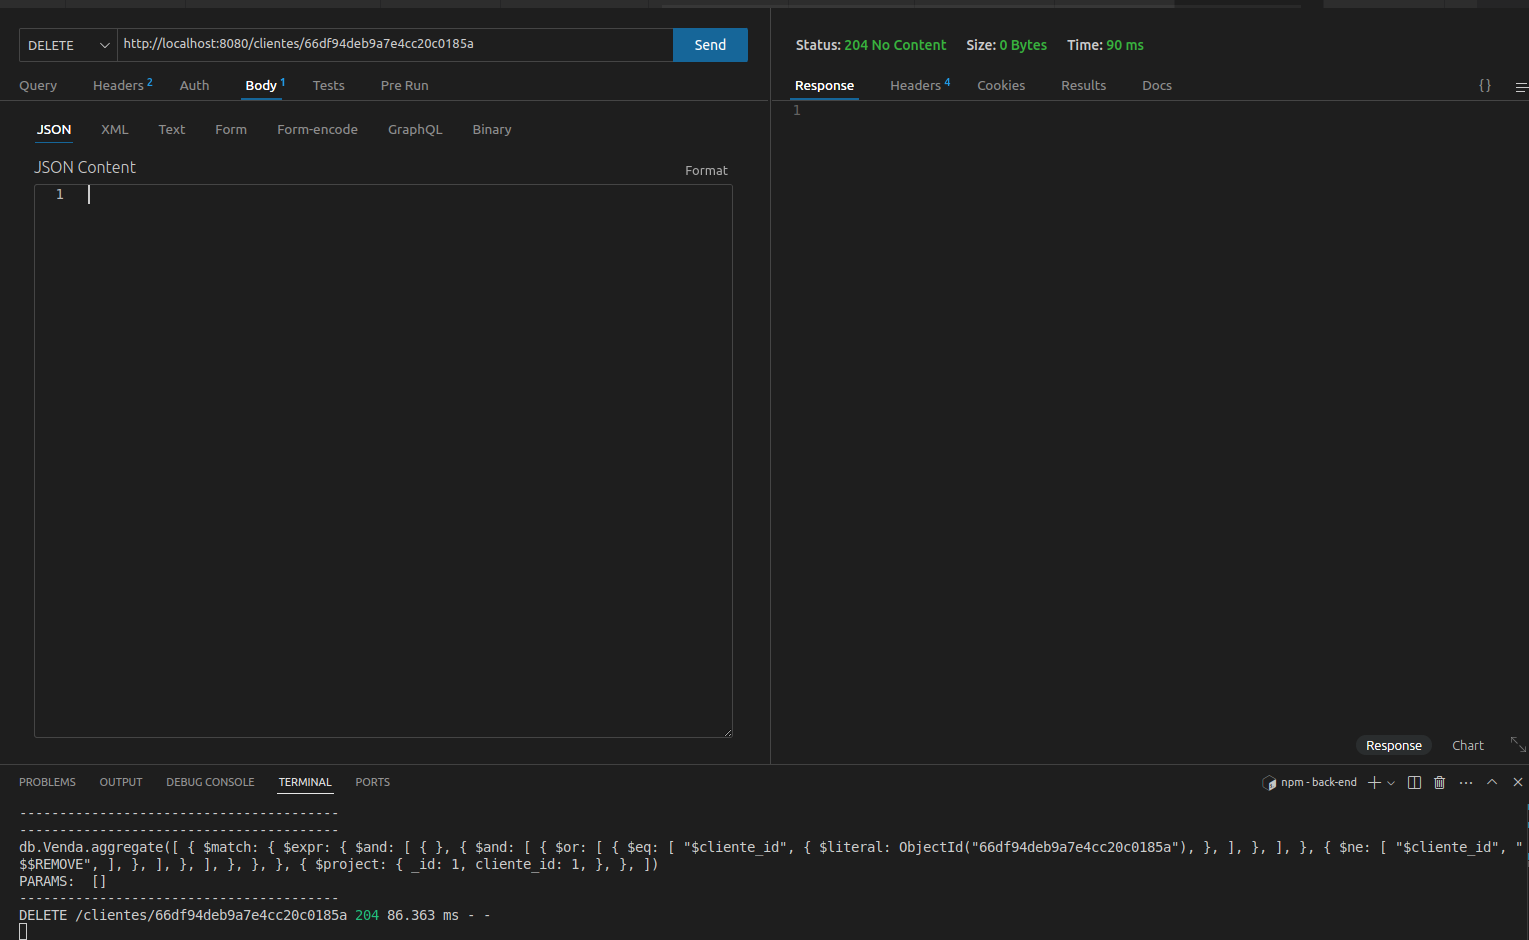 DELETE http://localhost:8080/clientes/66df94deb9a7e4cc20c0185a Send
Query Headers 2 Auth Body 1 Tests Pre Run
JSON XML Text Form Form-encode GraphQL Binary
JSON Content
Format
1
Status: 204 No Content Size: 0 Bytes Time: 90 ms
Response Headers 4 Cookies Results Docs {}
1
Response Chart
PROBLEMS OUTPUT DEBUG CONSOLE TERMINAL PORTS npm - back-end
----------------------------------------
----------------------------------------
db.Venda.aggregate([ { $match: { $expr: { $and: [ { }, { $and: [ { $or: [ { $eq: [ "$cliente_id", { $literal: ObjectId("66df94deb9a7e4cc20c0185a"), }, ], }, ], }, { $ne: [ "$cliente_id", "
$$REMOVE", ], }, ], }, ], }, }, }, { $project: { _id: 1, cliente_id: 1, }, }, ])
PARAMS:  []
----------------------------------------
DELETE /clientes/66df94deb9a7e4cc20c0185a 204 86.363 ms - -